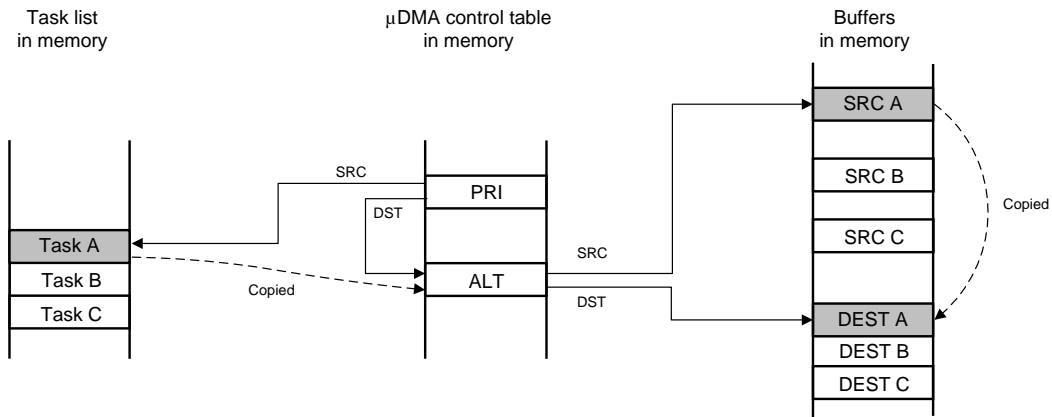 Task list
in memory
μDMA control table
in memory
Buffers
in memory
SRC A
SRC
PRI
SRC B
DST
Copied
SRC C
Task A
SRC
Task B
Copied
ALT
DST
Task C
DEST A
DEST B
DEST C